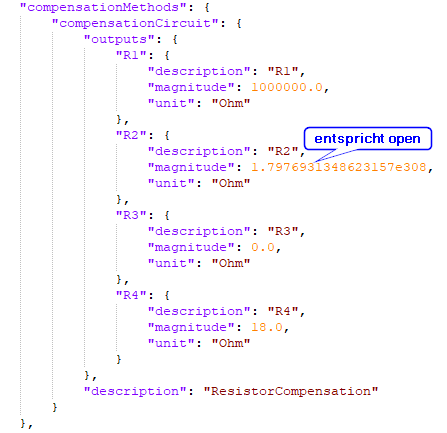 "compensationMethods": {
"compensationCircuit": {
"outputs": {
"R1": {
"description": "R1",
"magnitude": 1000000.0,
"unit": "Ohm"
},
"R2": {
entspricht open
"description": "R2",
"magnitude": 1.7976931348623157e308,
"unit": "Ohm"
},
"R3": {
"description": "R3",
"magnitude": 0.0,
"unit": "Ohm"
},
"R4": {
"description": "R4",
"magnitude": 18.0,
"unit": "Ohm"
}
},
"description": "ResistorCompensation"
}
},